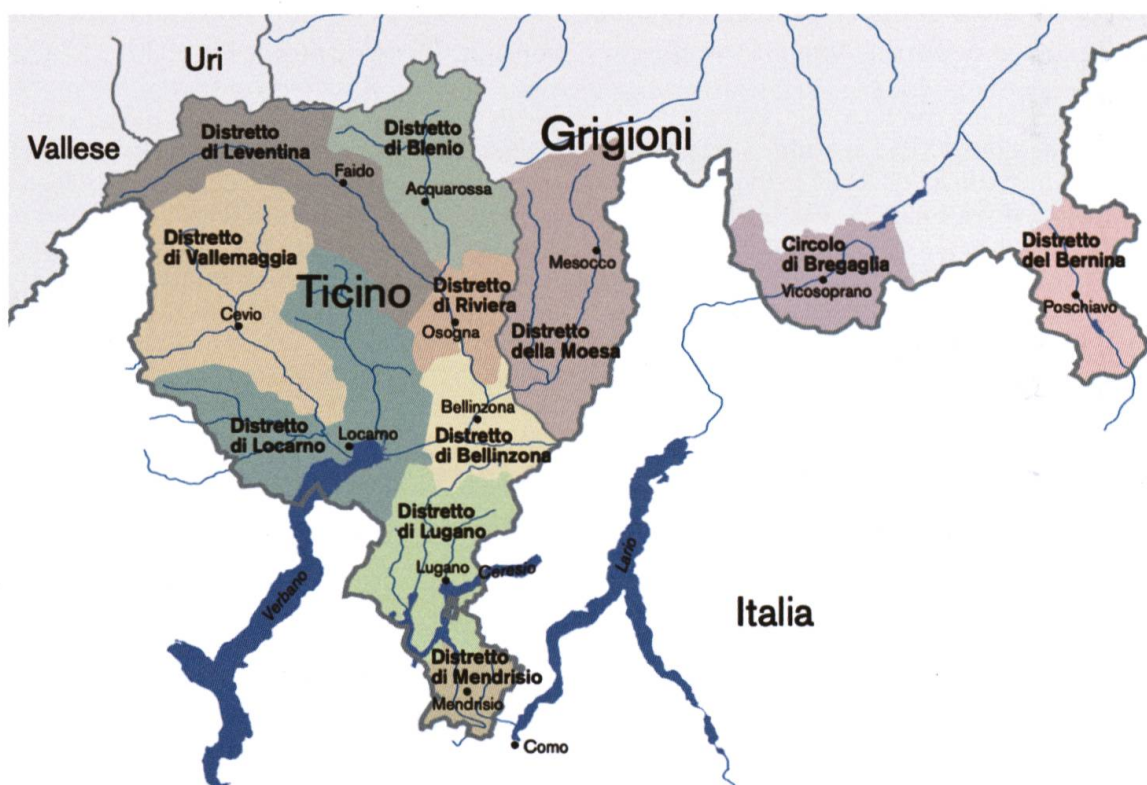 Uri
Vallese
Grigioni
Distretto
di Leventina
Faido
Distretto
di Blenio
Acquarossa
Distretto
di Vallemaggia
Cevio
Ticino
Distretto
di Riviera
Osogna
Mesocco
Distretto
della Moesa
Circolo
di Bregaglia
Vicosoprano
Distretto
del Bernina
Poschiavo
Distretto
di Locarno
Locarno
Bellinzona
Distretto
di Bellinzona
Distretto
di Lugano
Lugano
Ceresio
Verbano
Lario
Italia
Distretto
di Mendrisio
Mendrisio
Como